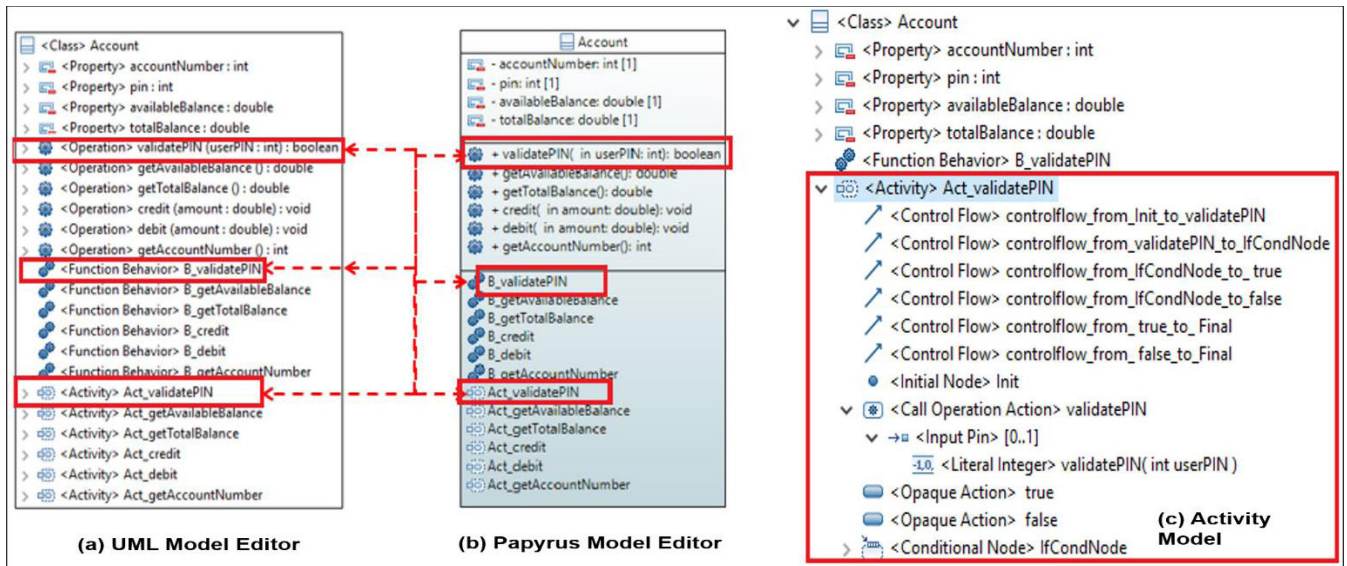 <Class> Account
<Property> accountNumber : int
<Property> pin : int
<Property> availableBalance : double
<Property> totalBalance : double
<Operation> validatePIN (userPIN : int) : boolean
<Operation> getAvailableBalance () : double
<Operation> getTotalBalance () : double
<Operation> credit (amount : double) : void
<Operation> debit (amount : double) : void
<Operation> getAccountNumber () : int
<Function Behavior> B_validatePIN
<Function Behavior> B_getAvailableBalance
<Function Behavior> B_getTotalBalance
<Function Behavior> B_credit
<Function Behavior> B_debit
<Function Behavior> B_getAccountNumber
<Activity> Act_validatePIN
<Activity> Act_getAvailableBalance
<Activity> Act_getTotalBalance
<Activity> Act_credit
<Activity> Act_debit
<Activity> Act_getAccountNumber
(a) UML Model Editor
Account
- accountNumber: int [1]
- pin: int [1]
- availableBalance: double [1]
- totalBalance: double [1]
+ validatePIN( in userPIN: int): boolean
+ getAvailableBalance(): double
+ getTotalBalance(): double
+ credit( in amount: double): void
+ debit( in amount: double): void
+ getAccountNumber(): int
B_validatePIN
B_getAvailableBalance
B_getTotalBalance
B_credit
B_debit
B_getAccountNumber
Act_validatePIN
Act_getAvailableBalance
Act_getTotalBalance
Act_credit
Act_debit
Act_getAccountNumber
(b) Papyrus Model Editor
<Class> Account
<Property> accountNumber : int
<Property> pin : int
<Property> availableBalance : double
<Property> totalBalance : double
<Function Behavior> B_validatePIN
<Activity> Act_validatePIN
<Control Flow> controlflow_from_Init_to_validatePIN
<Control Flow> controlflow_from_validatePIN_to_IfCondNode
<Control Flow> controlflow_from_IfCondNode_to_ true
<Control Flow> controlflow_from_IfCondNode_to_false
<Control Flow> controlflow_from_ true_to_ Final
<Control Flow> controlflow_from_ false_to_Final
<Initial Node> Init
<Call Operation Action> validatePIN
<Input Pin> [0..1]
-1,0, <Literal Integer> validatePIN( int userPIN )
<Opaque Action> true
<Opaque Action> false
<Conditional Node> IfCondNode
(c) Activity
Model